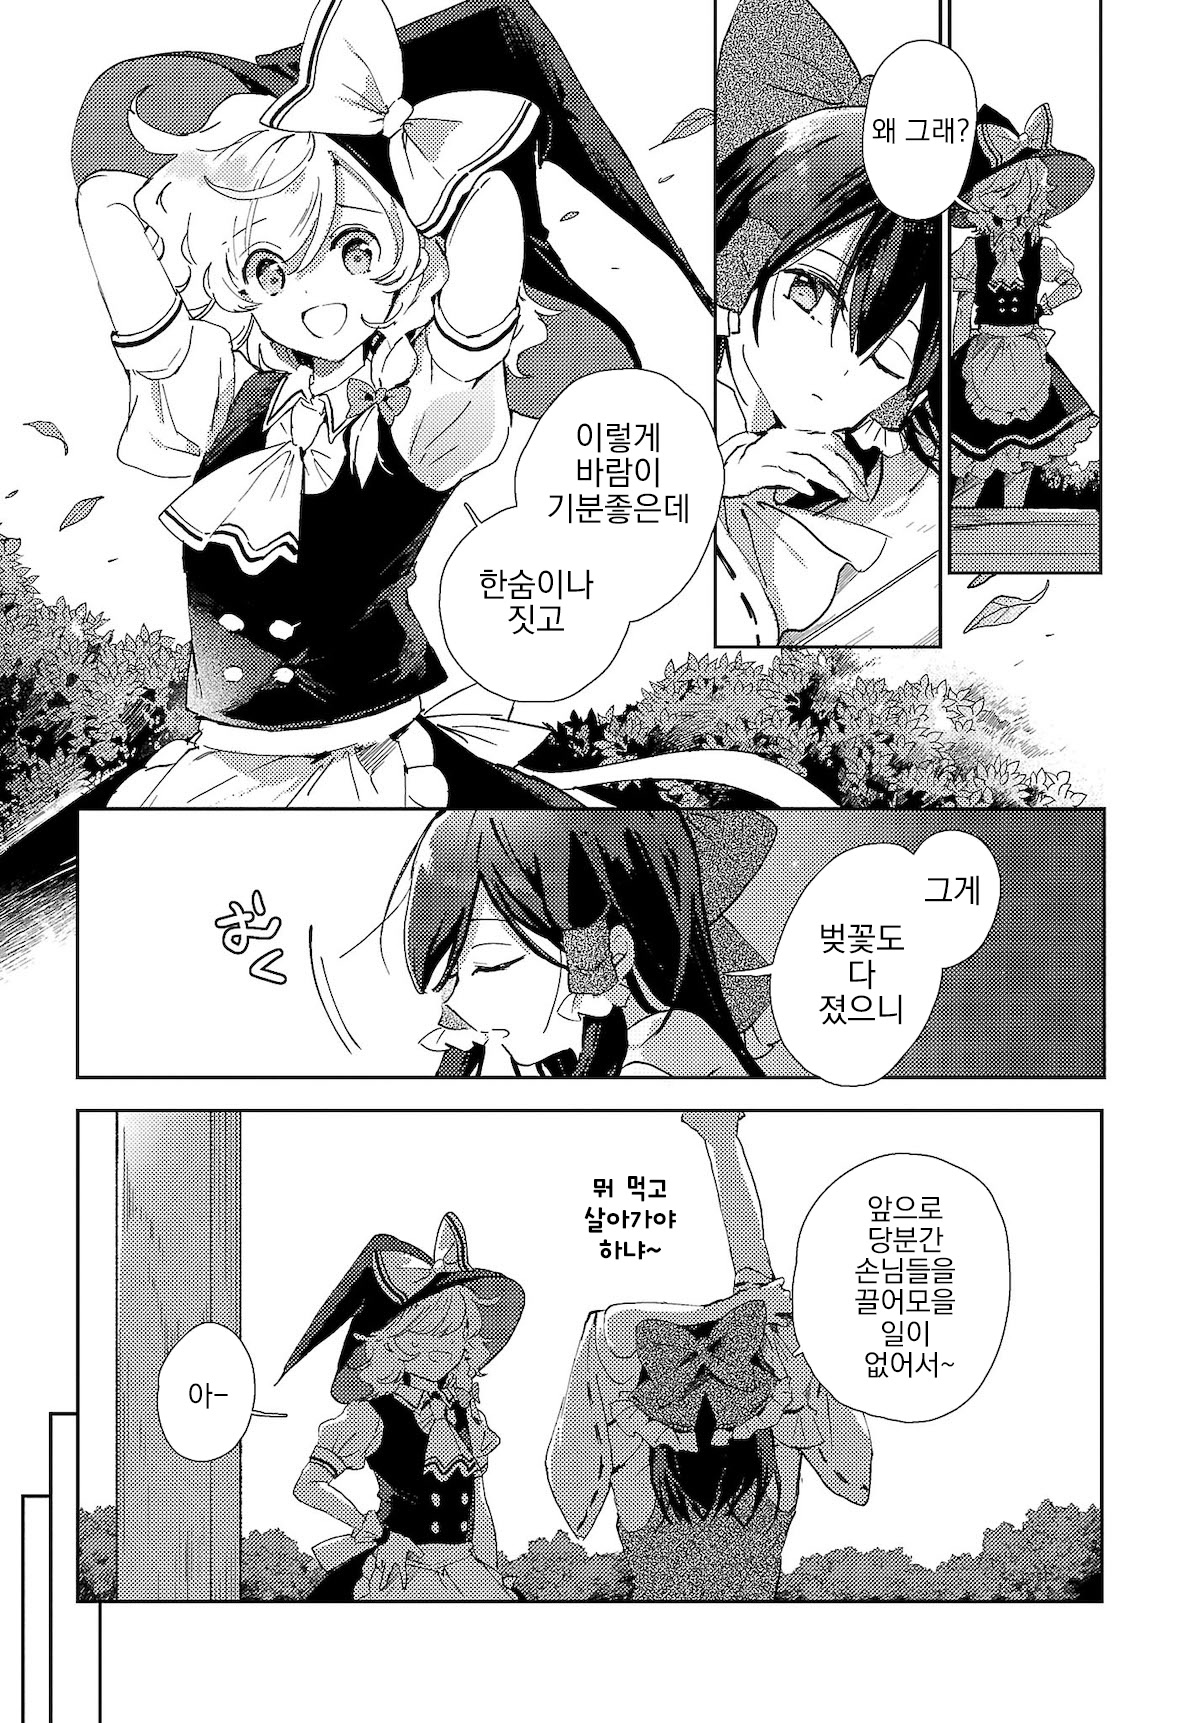 왜 그래?
이렇게
바람이
기분좋은데
한숨이나
짓고
그게
벚꽃도
다
졌으니
おくく
앞으로
당분간
손님들을
끌어모을
일이
없어서~
뭐 먹고
살아가야
하냐~
아-